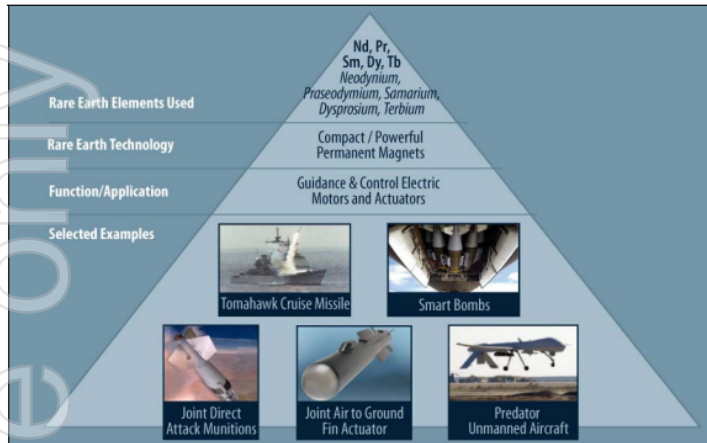 Nd, Pr,
Sm, Dy, Tb
Neodynium,
Praseodymium, Samarium,
Dysprosium, Terbium
Rare Earth Elements Used
Rare Earth Technology
Compact / Powerful
Permanent Magnets
Function/Application
Guidance & Control Electric
Motors and Actuators
Selected Examples
Tomahawk Cruise Missile
Smart Bombs
Joint Direct
Attack Munitions
Joint Air to Ground
Fin Actuator
Predator
Unmanned Aircraft
e only